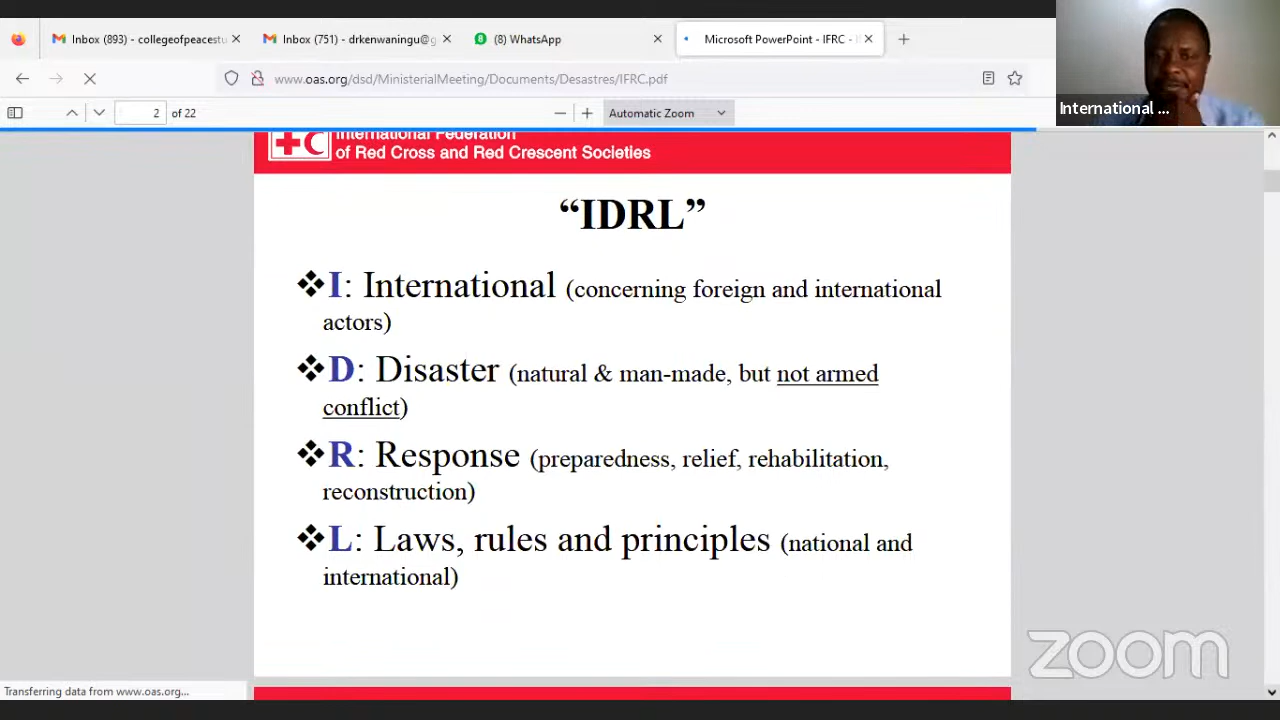 Inbox (893) - collegeofpeacestu
Inbox (751) - drkenwaningu@g
(8) WhatsApp
Microsoft PowerPoint - IFRC -
www.oas.org/dsd/MinisterialMeeting/Documents/Desastres/IFRC.pdf
2 of 22
Automatic Zoom
International ...
International Federation
of Red Cross and Red Crescent Societies
“IDRL”
❖I: International (concerning foreign and international
actors)
❖D: Disaster (natural & man-made, but not armed
conflict)
❖R: Response (preparedness, relief, rehabilitation,
reconstruction)
❖L: Laws, rules and principles (national and
international)
zoom
Transferring data from www.oas.org...